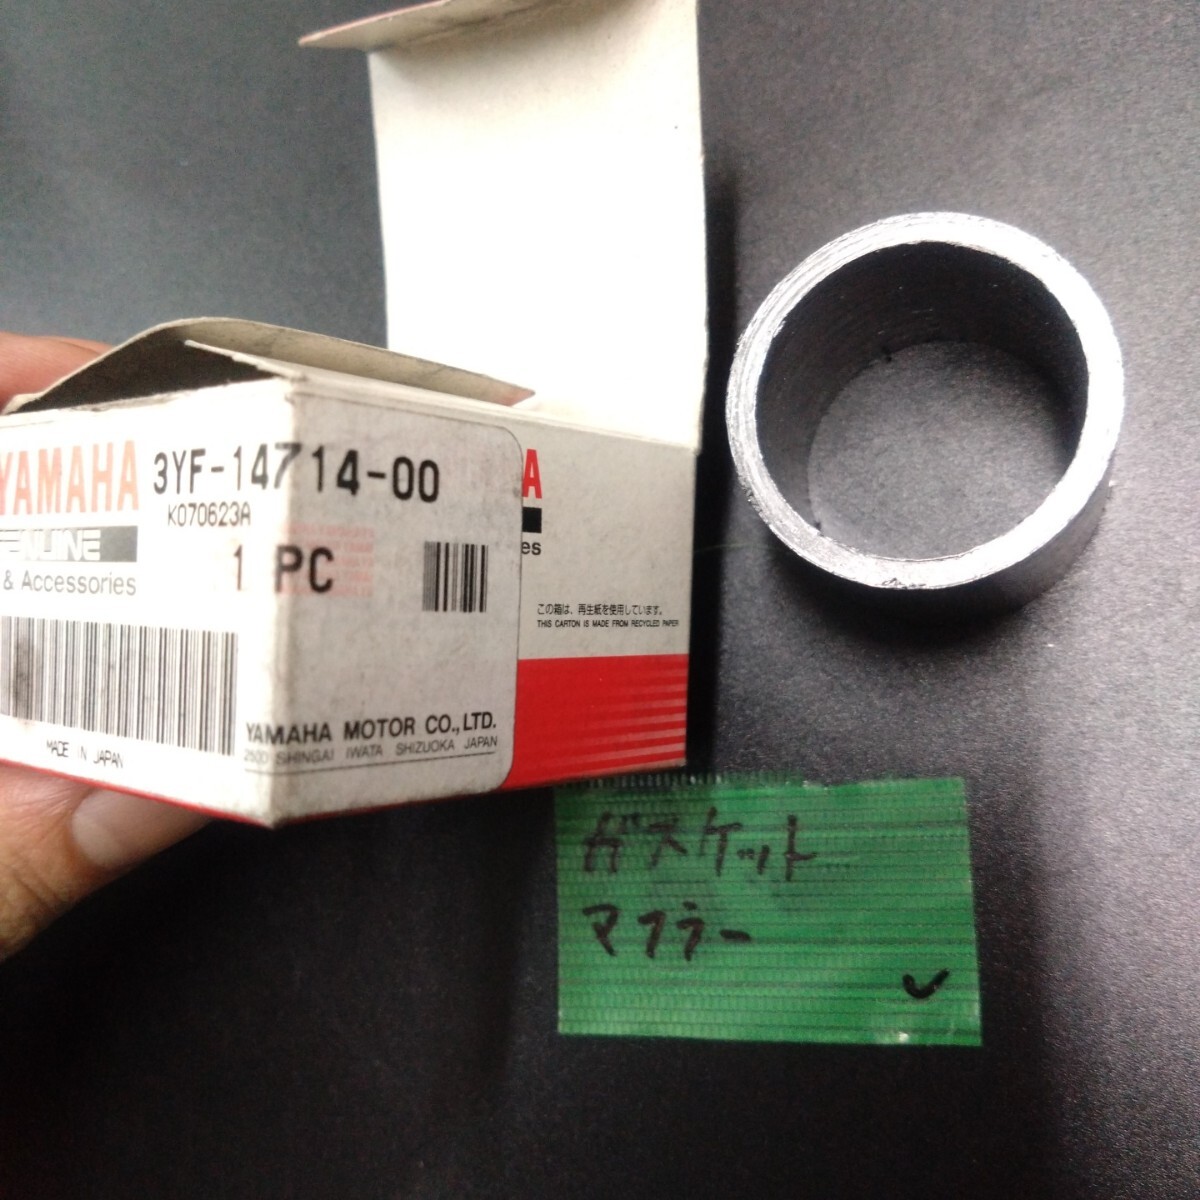 YAMAHA
GENUINE
& Accessories
3YF-14714-00
K070623A
1 PC
MADE IN JAPAN
YAMAHA MOTOR CO.,LTD.
2500 SHINGAI IWATA SHIZUOKA JAPAN
A
es
この箱は、再生紙を使用しています。
THIS CARTON IS MADE FROM RECYCLED PAPER
ガスケット
マフラー